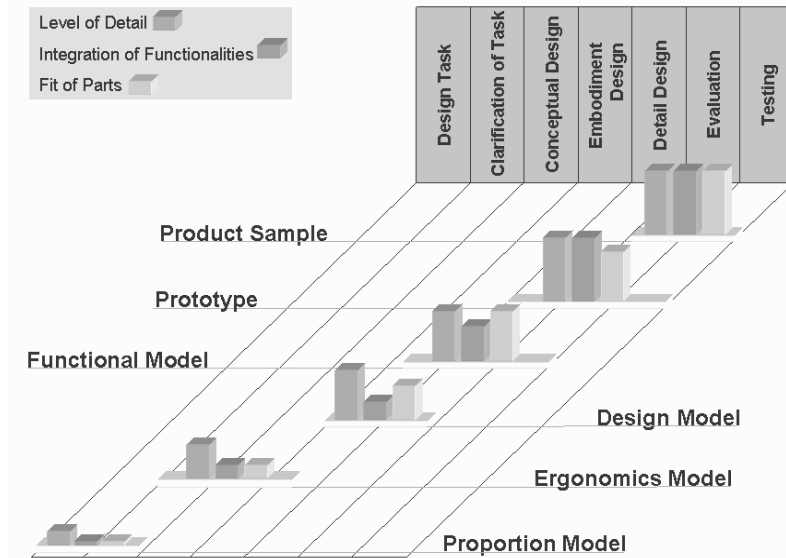 Level of Detail
Integration of Functionalities
Fit of Parts
Design Task
Clarification of Task
Conceptual Design
Embodiment
Design
Detail Design
Evaluation
Testing
Product Sample
Prototype
Functional Model
Design Model
Ergonomics Model
Proportion Model